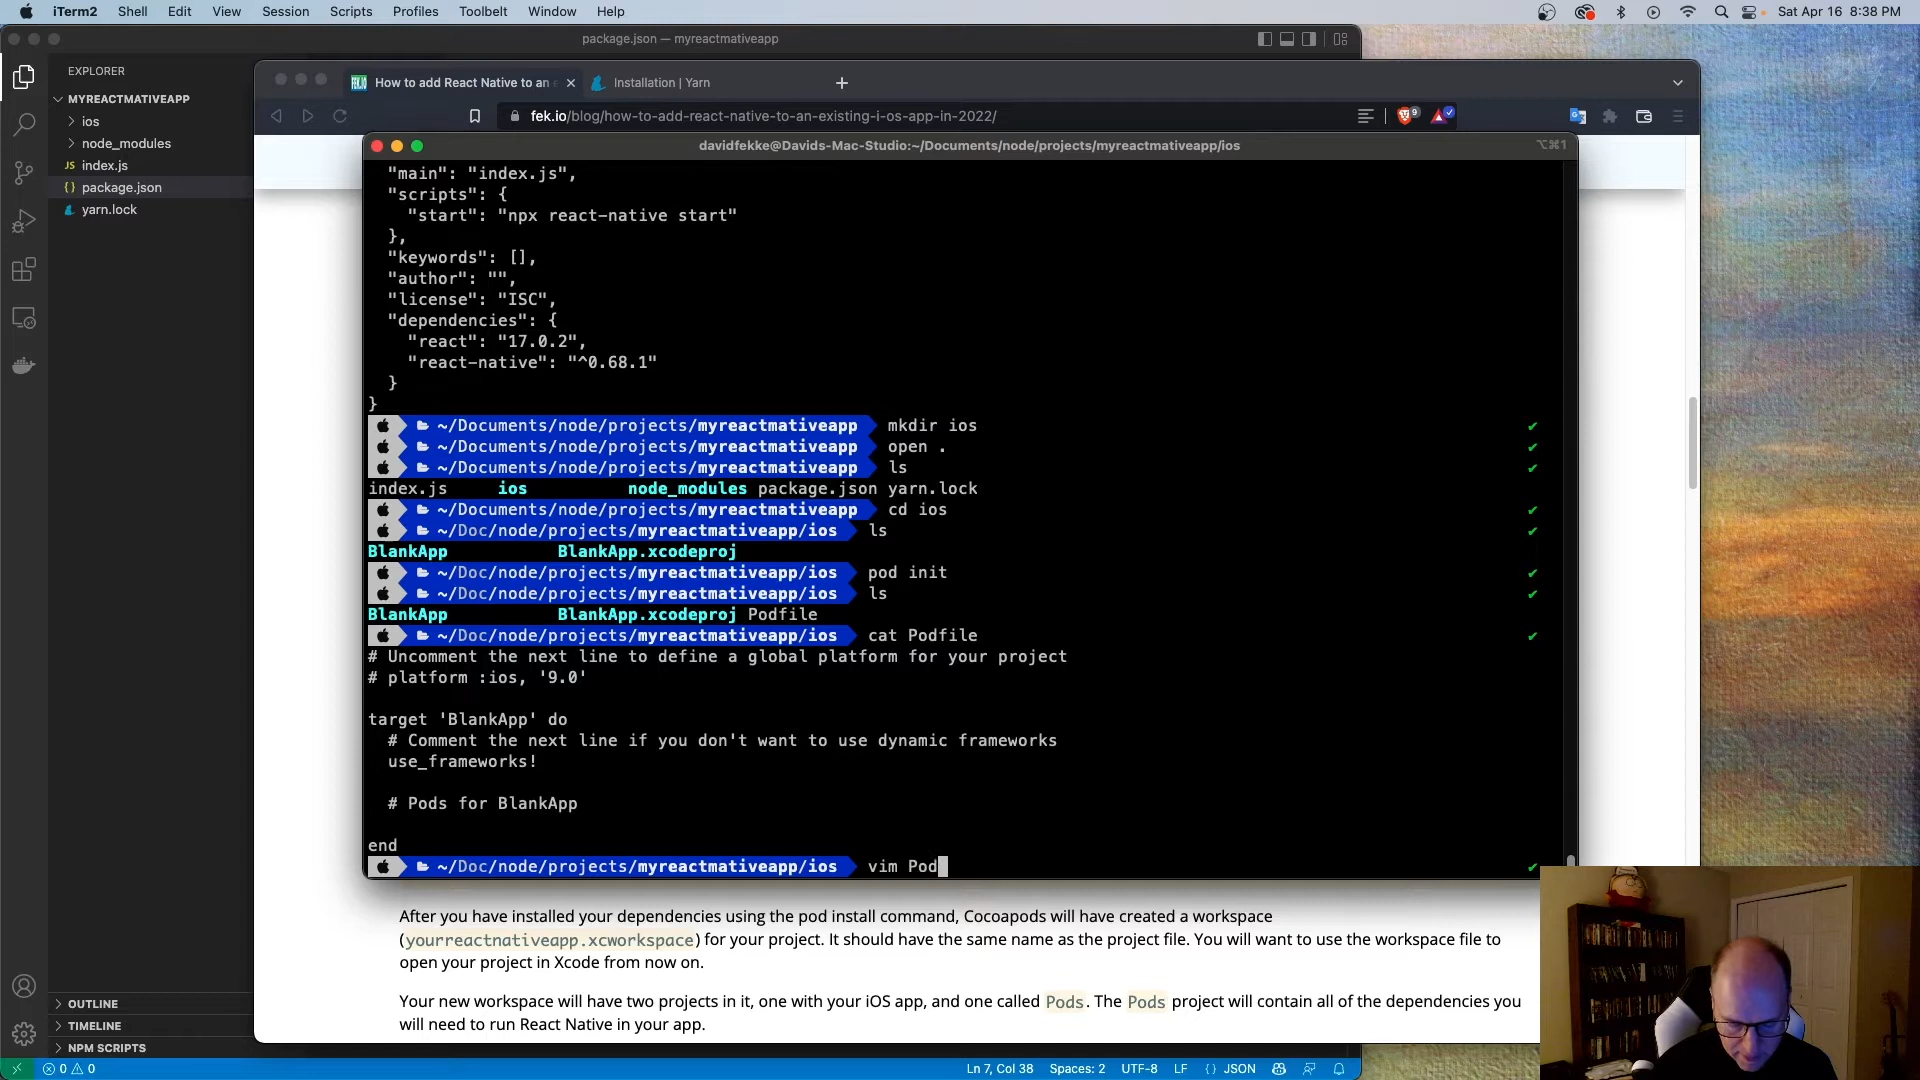 iTerm2 Shell Edit View Session Scripts Profiles Toolbelt Window Help
Sat Apr 16 8:38 PM
package.json — myreactmativeapp
EXPLORER
MYREACTMATIVEAPP
ios
node_modules
JS index.js
{} package.json
yarn.lock
How to add React Native to an e
Installation | Yarn
fek.io/blog/how-to-add-react-native-to-an-existing-i-os-app-in-2022/
davidfekke@Davids-Mac-Studio:~/Documents/node/projects/myreactmativeapp/ios
⌥⌘1
"main": "index.js",
"scripts": {
"start": "npx react-native start"
},
"keywords": [],
"author": "",
"license": "ISC",
"dependencies": {
"react": "17.0.2",
"react-native": "^0.68.1"
}
}
~/Documents/node/projects/myreactmativeapp mkdir ios
~/Documents/node/projects/myreactmativeapp open .
~/Documents/node/projects/myreactmativeapp ls
index.js ios node_modules package.json yarn.lock
~/Documents/node/projects/myreactmativeapp cd ios
~/Doc/node/projects/myreactmativeapp/ios ls
BlankApp BlankApp.xcodeproj
~/Doc/node/projects/myreactmativeapp/ios pod init
~/Doc/node/projects/myreactmativeapp/ios ls
BlankApp BlankApp.xcodeproj Podfile
~/Doc/node/projects/myreactmativeapp/ios cat Podfile
# Uncomment the next line to define a global platform for your project
# platform :ios, '9.0'
target 'BlankApp' do
# Comment the next line if you don't want to use dynamic frameworks
use_frameworks!
# Pods for BlankApp
end
~/Doc/node/projects/myreactmativeapp/ios vim Pod
After you have installed your dependencies using the pod install command, Cocoapods will have created a workspace
(yourreactnativeapp.xcworkspace) for your project. It should have the same name as the project file. You will want to use the workspace file to
open your project in Xcode from now on.
Your new workspace will have two projects in it, one with your iOS app, and one called Pods. The Pods project will contain all of the dependencies you
will need to run React Native in your app.
OUTLINE
TIMELINE
NPM SCRIPTS
0 0
Ln 7, Col 38 Spaces: 2 UTF-8 LF {} JSON